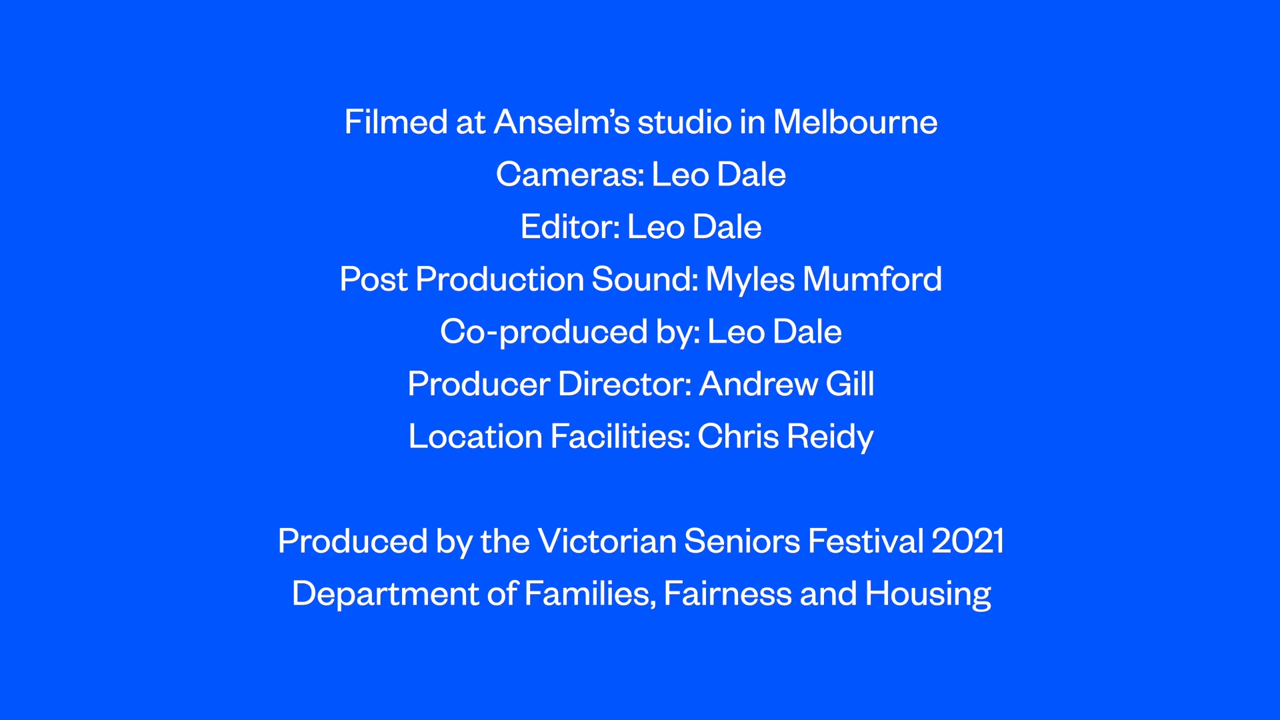 Filmed at Anselm’s studio in Melbourne
Cameras: Leo Dale
Editor: Leo Dale
Post Production Sound: Myles Mumford
Co-produced by: Leo Dale
Producer Director: Andrew Gill
Location Facilities: Chris Reidy
Produced by the Victorian Seniors Festival 2021
Department of Families, Fairness and Housing